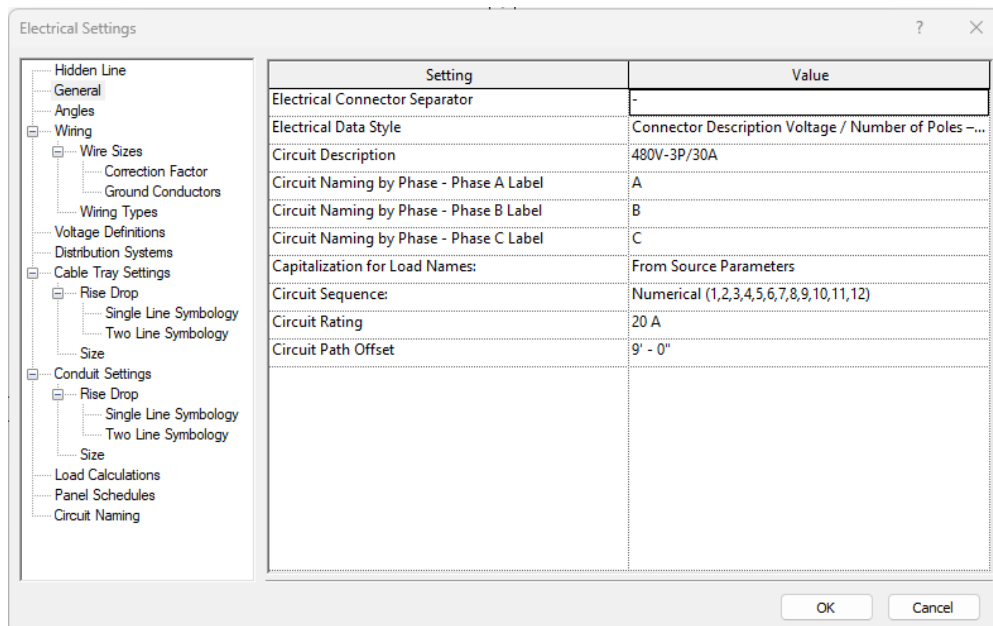 Electrical Settings
?
Hidden Line
General
Angles
Wiring
Wire Sizes
Correction Factor
Ground Conductors
Wiring Types
Voltage Definitions
Distribution Systems
Cable Tray Settings
Rise Drop
Single Line Symbology
Two Line Symbology
Size
Conduit Settings
Rise Drop
Single Line Symbology
Two Line Symbology
Size
Load Calculations
Panel Schedules
Circuit Naming
Setting Value
Electrical Connector Separator -
Electrical Data Style Connector Description Voltage / Number of Poles –...
Circuit Description 480V-3P/30A
Circuit Naming by Phase - Phase A Label A
Circuit Naming by Phase - Phase B Label B
Circuit Naming by Phase - Phase C Label C
Capitalization for Load Names: From Source Parameters
Circuit Sequence: Numerical (1,2,3,4,5,6,7,8,9,10,11,12)
Circuit Rating 20 A
Circuit Path Offset 9' - 0"
OK Cancel